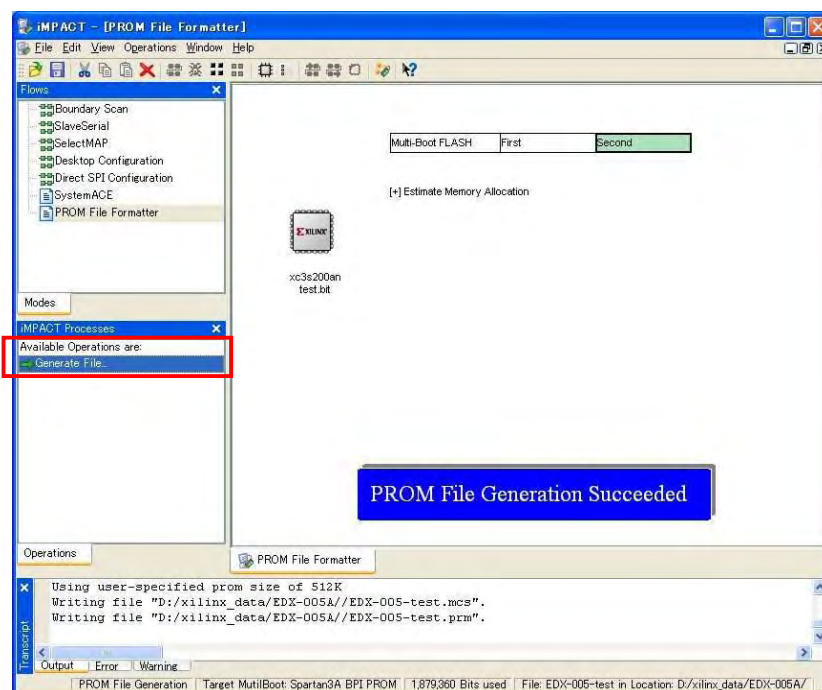 iMPACT - [PROM File Formatter]
File Edit View Operations Window Help
Flows
Boundary Scan
SlaveSerial
SelectMAP
Desktop Configuration
Direct SPI Configuration
SystemACE
PROM File Formatter
Modes
iMPACT Processes
Available Operations are:
Generate File...
Operations
Multi-Boot FLASH First Second
[+] Estimate Memory Allocation
XILINX
xc3s200an
test.bit
PROM File Generation Succeeded
PROM File Formatter
Using user-specified prom size of 512K
Writing file "D:/xilinx_data/EDX-005A//EDX-005-test.mcs".
Writing file "D:/xilinx_data/EDX-005A//EDX-005-test.prm".
Transcript
Output Error Warning
PROM File Generation Target MutilBoot: Spartan3A BPI PROM 1,879,360 Bits used File: EDX-005-test in Location: D:/xilinx_data/EDX-005A/